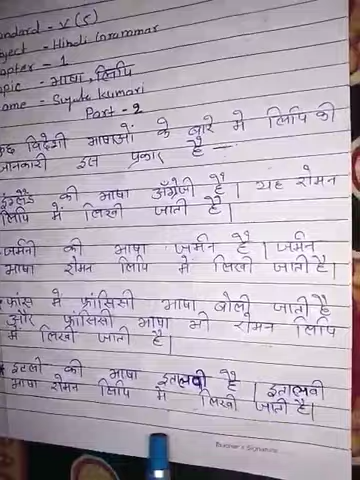 Standard - V (5)
Subject - Hindi Grammar
Chapter - 1
Topic - भाषा, लिपि
Name - Sujata Kumari
Part - 2
कुछ विदेशी भाषाओं के बारे में लिपि की
जानकारी इस प्रकार है —
इंग्लैंड की भाषा अँग्रेजी है। यह रोमन
लिपि में लिखी जाती है।
जर्मनी की भाषा जर्मन है। जर्मन
भाषा रोमन लिपि में लिखी जाती है।
फ्रांस में फ्रांसिसी भाषा बोली जाती है
और फ्रांसिसी भाषा भी रोमन लिपि
में लिखी जाती है।
* इटली की भाषा इतालवी है। इतालवी
भाषा रोमन लिपि में लिखी जाती है।
Teacher's Signature